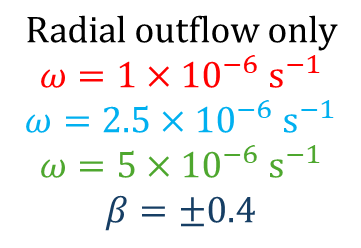 Radial outflow only
ω = 1 × 10⁻⁶ s⁻¹
ω = 2.5 × 10⁻⁶ s⁻¹
ω = 5 × 10⁻⁶ s⁻¹
β = ±0.4